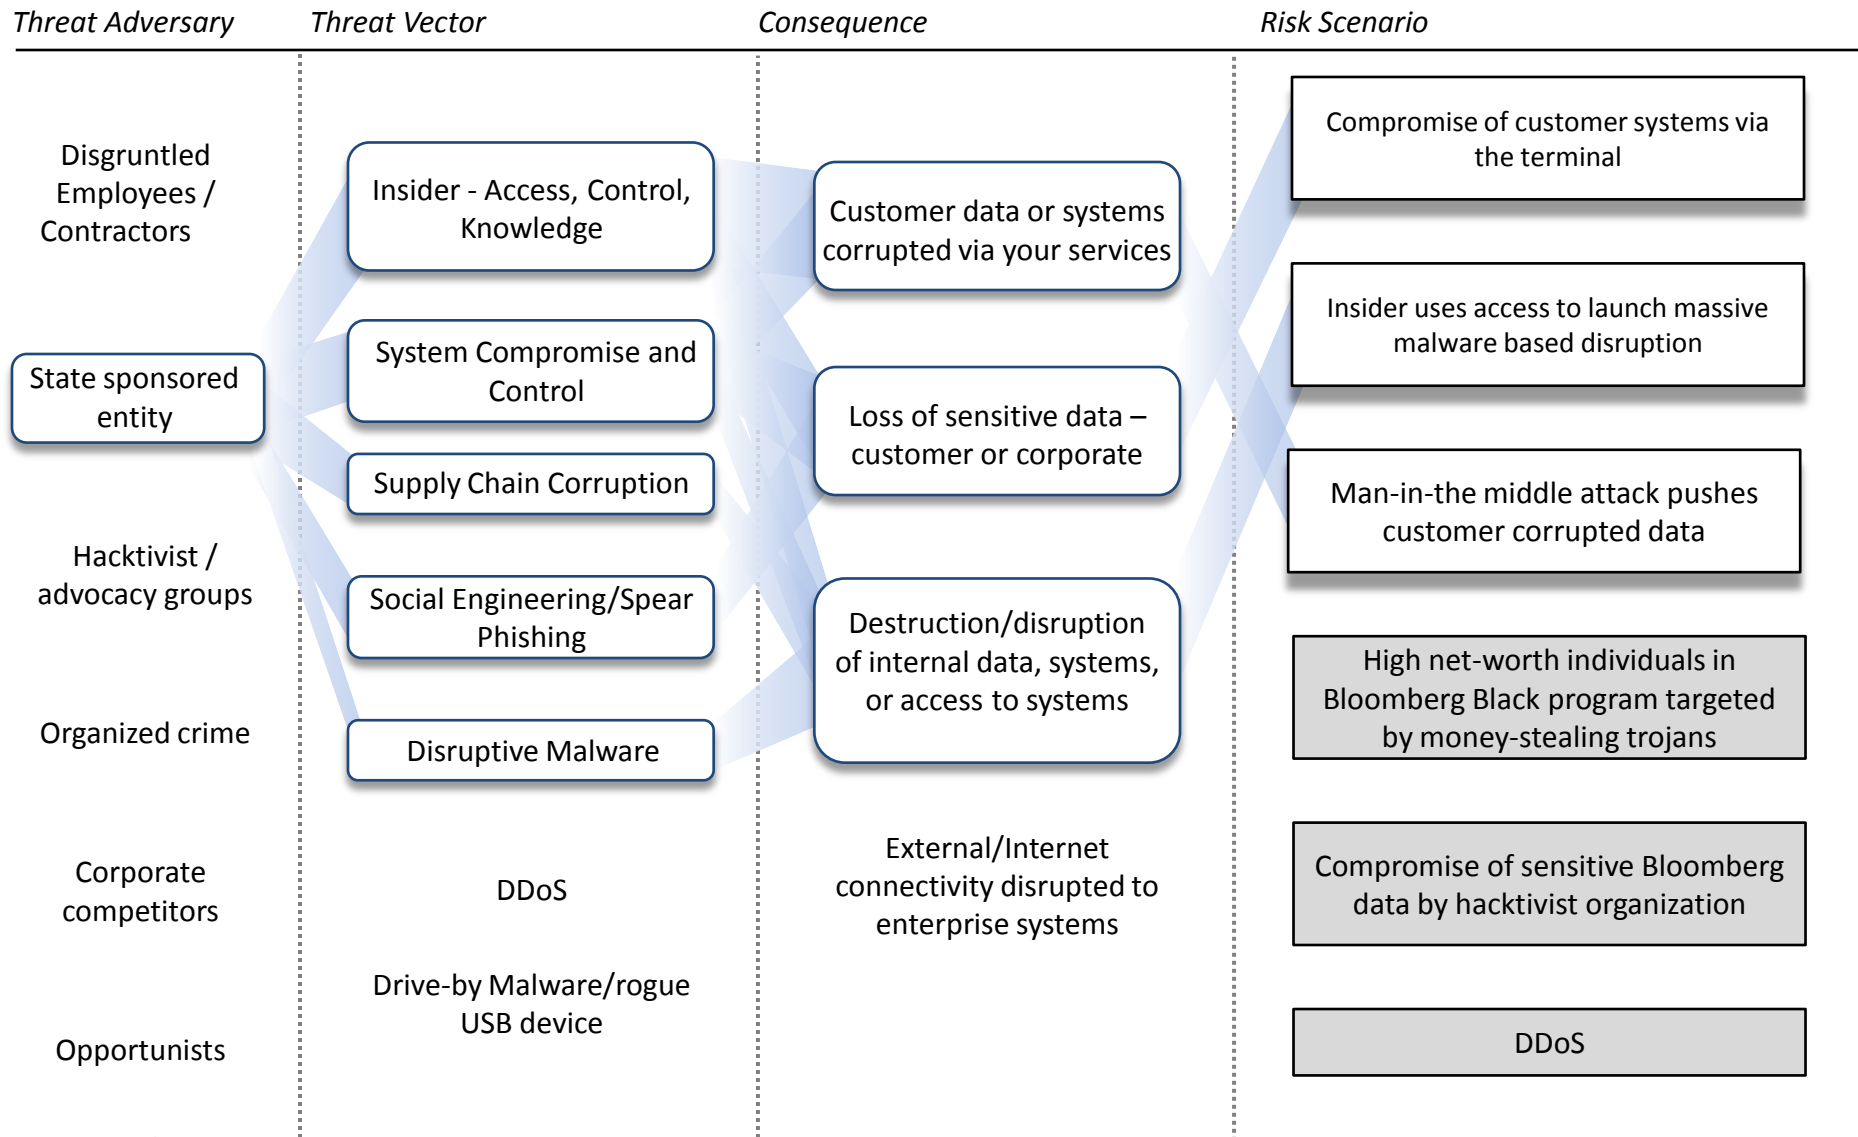 Threat Adversary
Threat Vector
Consequence
Risk Scenario
Disgruntled
Employees /
Contractors
State sponsored
entity
Hacktivist /
advocacy groups
Organized crime
Corporate
competitors
Opportunists
Insider - Access, Control,
Knowledge
System Compromise and
Control
Supply Chain Corruption
Social Engineering/Spear
Phishing
Disruptive Malware
DDoS
Drive-by Malware/rogue
USB device
Customer data or systems
corrupted via your services
Loss of sensitive data –
customer or corporate
Destruction/disruption
of internal data, systems,
or access to systems
External/Internet
connectivity disrupted to
enterprise systems
Compromise of customer systems via
the terminal
Insider uses access to launch massive
malware based disruption
Man-in-the middle attack pushes
customer corrupted data
High net-worth individuals in
Bloomberg Black program targeted
by money-stealing trojans
Compromise of sensitive Bloomberg
data by hacktivist organization
DDoS